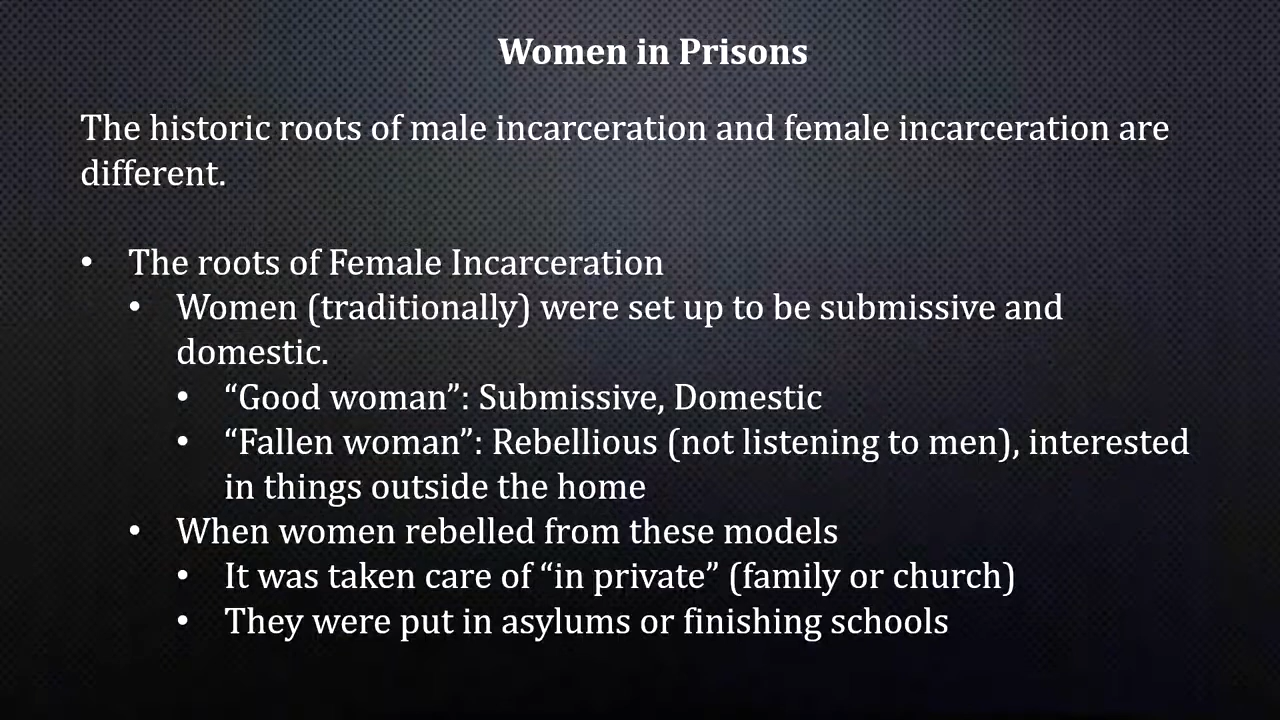 Women in Prisons
The historic roots of male incarceration and female incarceration are
different.
• The roots of Female Incarceration
• Women (traditionally) were set up to be submissive and
domestic.
• “Good woman”: Submissive, Domestic
• “Fallen woman”: Rebellious (not listening to men), interested
in things outside the home
• When women rebelled from these models
• It was taken care of “in private” (family or church)
• They were put in asylums or finishing schools